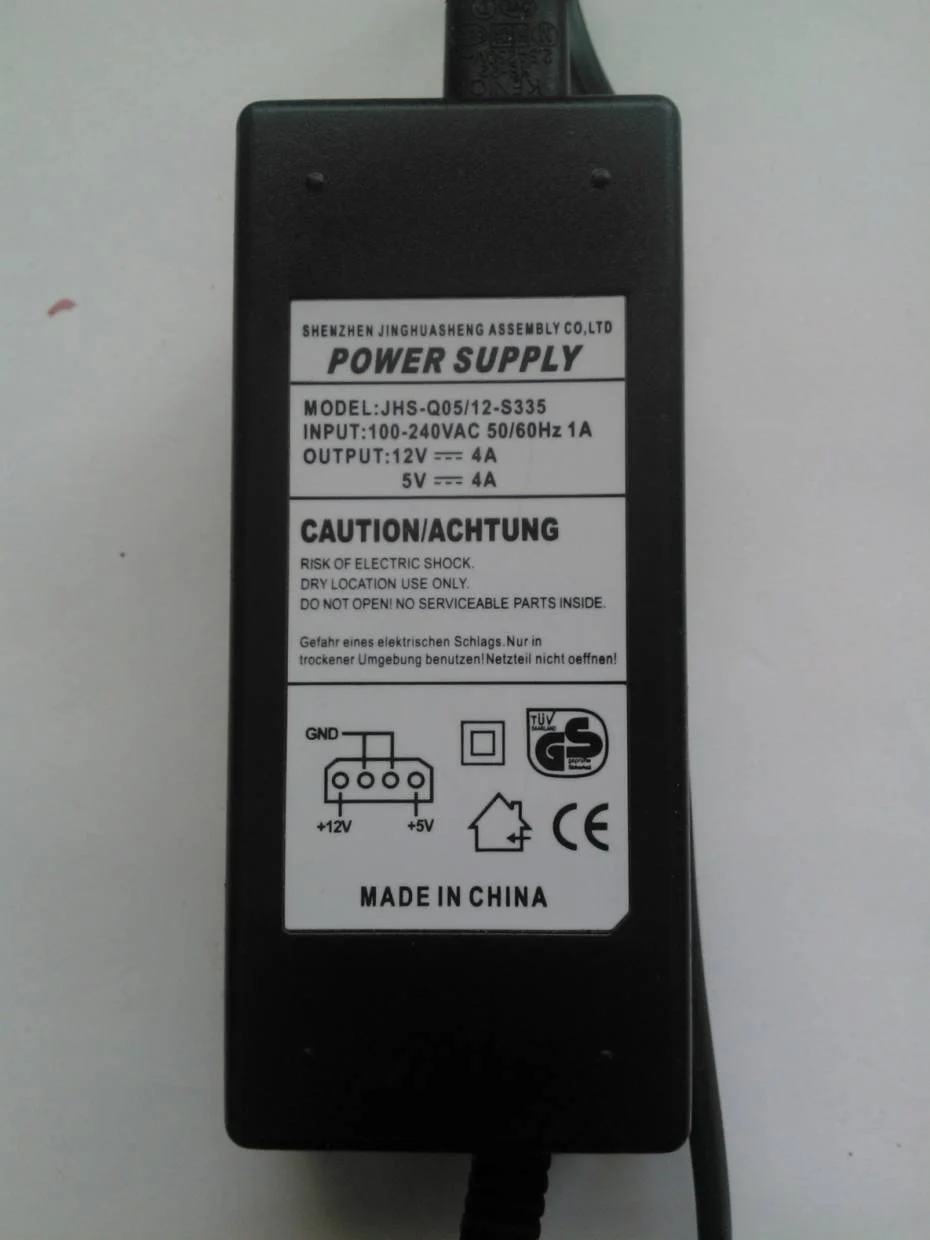 SHENZHEN JINGHUASHENG ASSEMBLY CO,LTD
POWER SUPPLY
MODEL:JHS-Q05/12-S335
INPUT:100-240VAC 50/60Hz 1A
OUTPUT:12V ⎓ 4A
5V ⎓ 4A
CAUTION/ACHTUNG
RISK OF ELECTRIC SHOCK.
DRY LOCATION USE ONLY.
DO NOT OPEN! NO SERVICEABLE PARTS INSIDE.
Gefahr eines elektrischen Schlags.Nur in
trockener Umgebung benutzen!Netzteil nicht oeffnen!
GND
+12V
+5V
TÜV
SAARLAND
GS
geprüfte
Sicherheit
CE
MADE IN CHINA